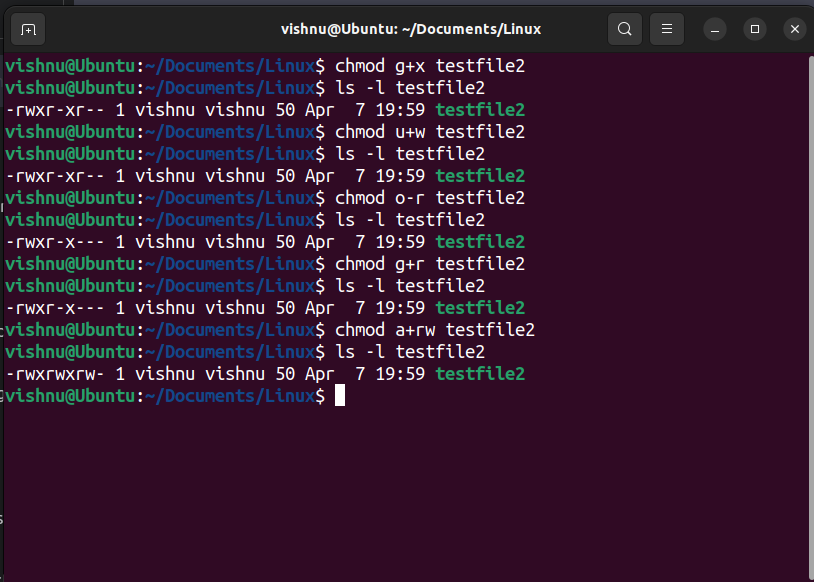 vishnu@Ubuntu: ~/Documents/Linux
vishnu@Ubuntu:~/Documents/Linux$ chmod g+x testfile2
vishnu@Ubuntu:~/Documents/Linux$ ls -l testfile2
-rwxr-xr-- 1 vishnu vishnu 50 Apr  7 19:59 testfile2
vishnu@Ubuntu:~/Documents/Linux$ chmod u+w testfile2
vishnu@Ubuntu:~/Documents/Linux$ ls -l testfile2
-rwxr-xr-- 1 vishnu vishnu 50 Apr  7 19:59 testfile2
vishnu@Ubuntu:~/Documents/Linux$ chmod o-r testfile2
vishnu@Ubuntu:~/Documents/Linux$ ls -l testfile2
-rwxr-x--- 1 vishnu vishnu 50 Apr  7 19:59 testfile2
vishnu@Ubuntu:~/Documents/Linux$ chmod g+r testfile2
vishnu@Ubuntu:~/Documents/Linux$ ls -l testfile2
-rwxr-x--- 1 vishnu vishnu 50 Apr  7 19:59 testfile2
vishnu@Ubuntu:~/Documents/Linux$ chmod a+rw testfile2
vishnu@Ubuntu:~/Documents/Linux$ ls -l testfile2
-rwxrwxrw- 1 vishnu vishnu 50 Apr  7 19:59 testfile2
vishnu@Ubuntu:~/Documents/Linux$